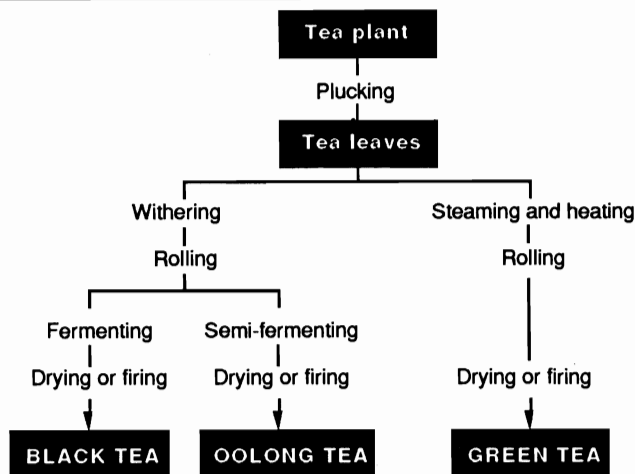 Tea plant
Plucking
Tea leaves
Withering
Steaming and heating
Rolling
Rolling
Fermenting
Semi-fermenting
Drying or firing
Drying or firing
Drying or firing
BLACK TEA
OOLONG TEA
GREEN TEA